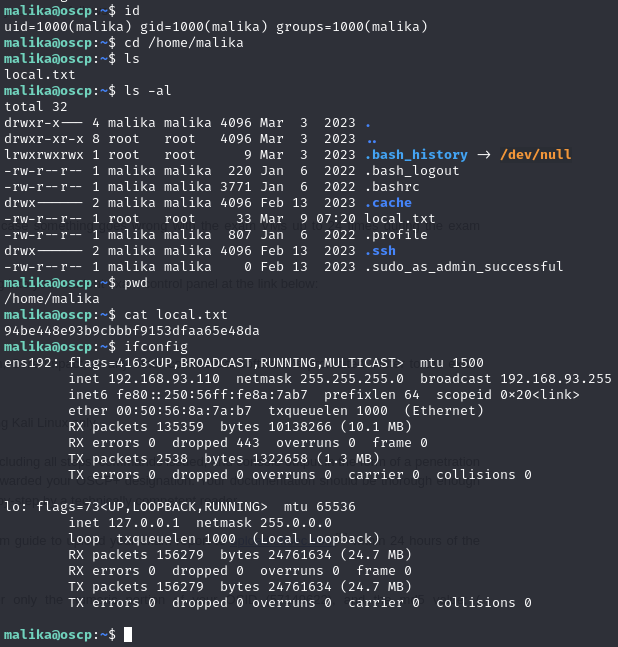 malika@oscp:~$ id
uid=1000(malika) gid=1000(malika) groups=1000(malika)
malika@oscp:~$ cd /home/malika
malika@oscp:~$ ls
local.txt
malika@oscp:~$ ls -al
total 32
drwxr-x--- 4 malika malika 4096 Mar  3  2023 .
drwxr-xr-x 8 root   root   4096 Mar  3  2023 ..
lrwxrwxrwx 1 root   root      9 Mar  3  2023 .bash_history -> /dev/null
-rw-r--r-- 1 malika malika  220 Jan  6  2022 .bash_logout
-rw-r--r-- 1 malika malika 3771 Jan  6  2022 .bashrc
drwx------ 2 malika malika 4096 Feb 13  2023 .cache
-rw-r--r-- 1 root   root     33 Mar  9 07:20 local.txt
-rw-r--r-- 1 malika malika  807 Jan  6  2022 .profile
drwx------ 2 malika malika 4096 Feb 13  2023 .ssh
-rw-r--r-- 1 malika malika    0 Feb 13  2023 .sudo_as_admin_successful
malika@oscp:~$ pwd
/home/malika
malika@oscp:~$ cat local.txt
94be448e93b9cbbbf9153dfaa65e48da
malika@oscp:~$ ifconfig
ens192: flags=4163<UP,BROADCAST,RUNNING,MULTICAST>  mtu 1500
        inet 192.168.93.110  netmask 255.255.255.0  broadcast 192.168.93.255
        inet6 fe80::250:56ff:fe8a:7ab7  prefixlen 64  scopeid 0x20<link>
        ether 00:50:56:8a:7a:b7  txqueuelen 1000  (Ethernet)
        RX packets 135359  bytes 10138266 (10.1 MB)
        RX errors 0  dropped 443  overruns 0  frame 0
        TX packets 2538  bytes 1322658 (1.3 MB)
        TX errors 0  dropped 0 overruns 0  carrier 0  collisions 0

lo: flags=73<UP,LOOPBACK,RUNNING>  mtu 65536
        inet 127.0.0.1  netmask 255.0.0.0
        loop  txqueuelen 1000  (Local Loopback)
        RX packets 156279  bytes 24761634 (24.7 MB)
        RX errors 0  dropped 0  overruns 0  frame 0
        TX packets 156279  bytes 24761634 (24.7 MB)
        TX errors 0  dropped 0 overruns 0  carrier 0  collisions 0

malika@oscp:~$